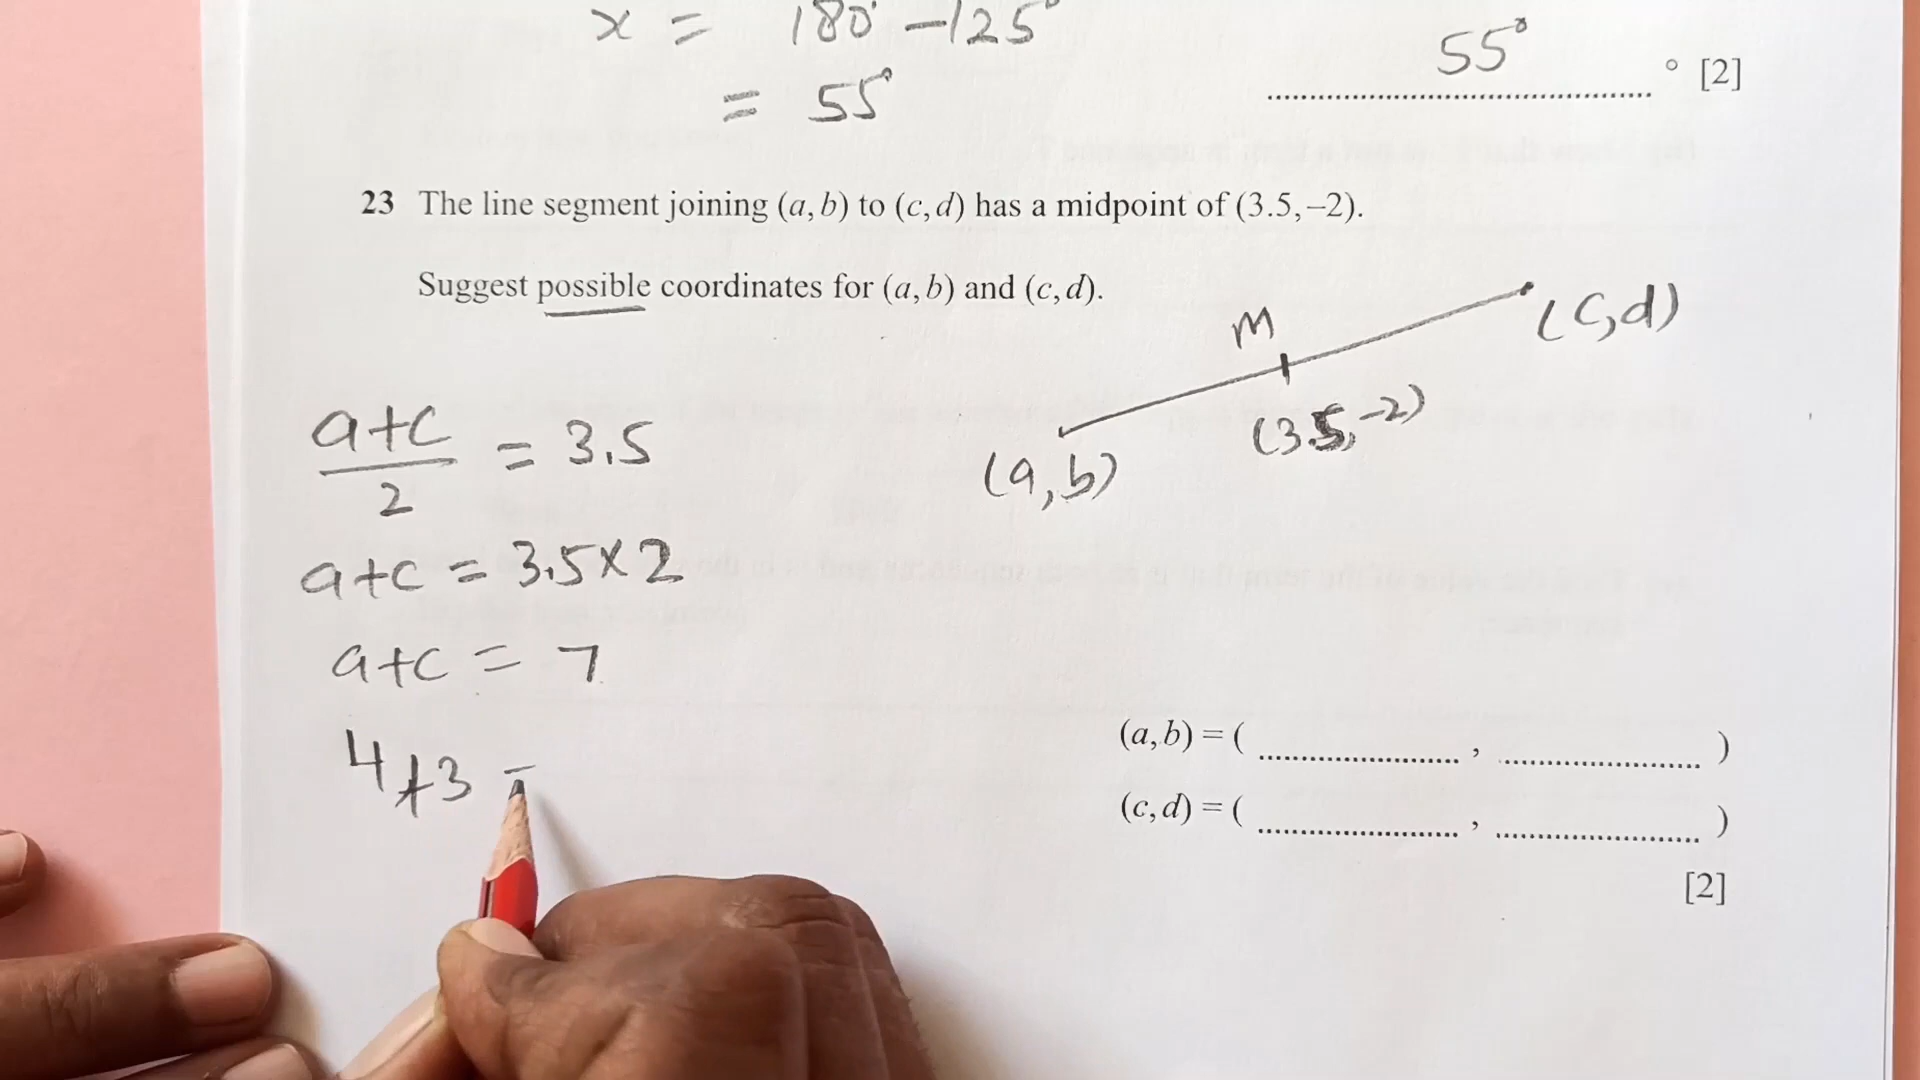 x = 180° - 125°
= 55°
55°
° [2]
23 The line segment joining (a, b) to (c, d) has a midpoint of (3.5, –2).
Suggest possible coordinates for (a, b) and (c, d).
M
(c,d)
(3.5,-2)
(a,b)
a+c/2 = 3.5
a+c = 3.5×2
a+c = 7
4+3 =
(a, b) = ( ........................ , ........................ )
(c, d) = ( ........................ , ........................ )
[2]